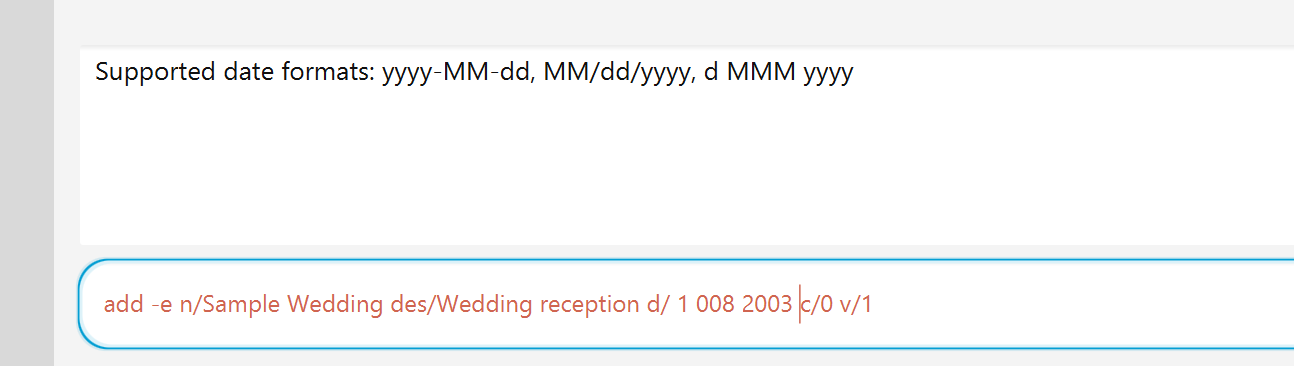 Supported date formats: yyyy-MM-dd, MM/dd/yyyy, d MMM yyyy
add -e n/Sample Wedding des/Wedding reception d/ 1 008 2003 c/0 v/1